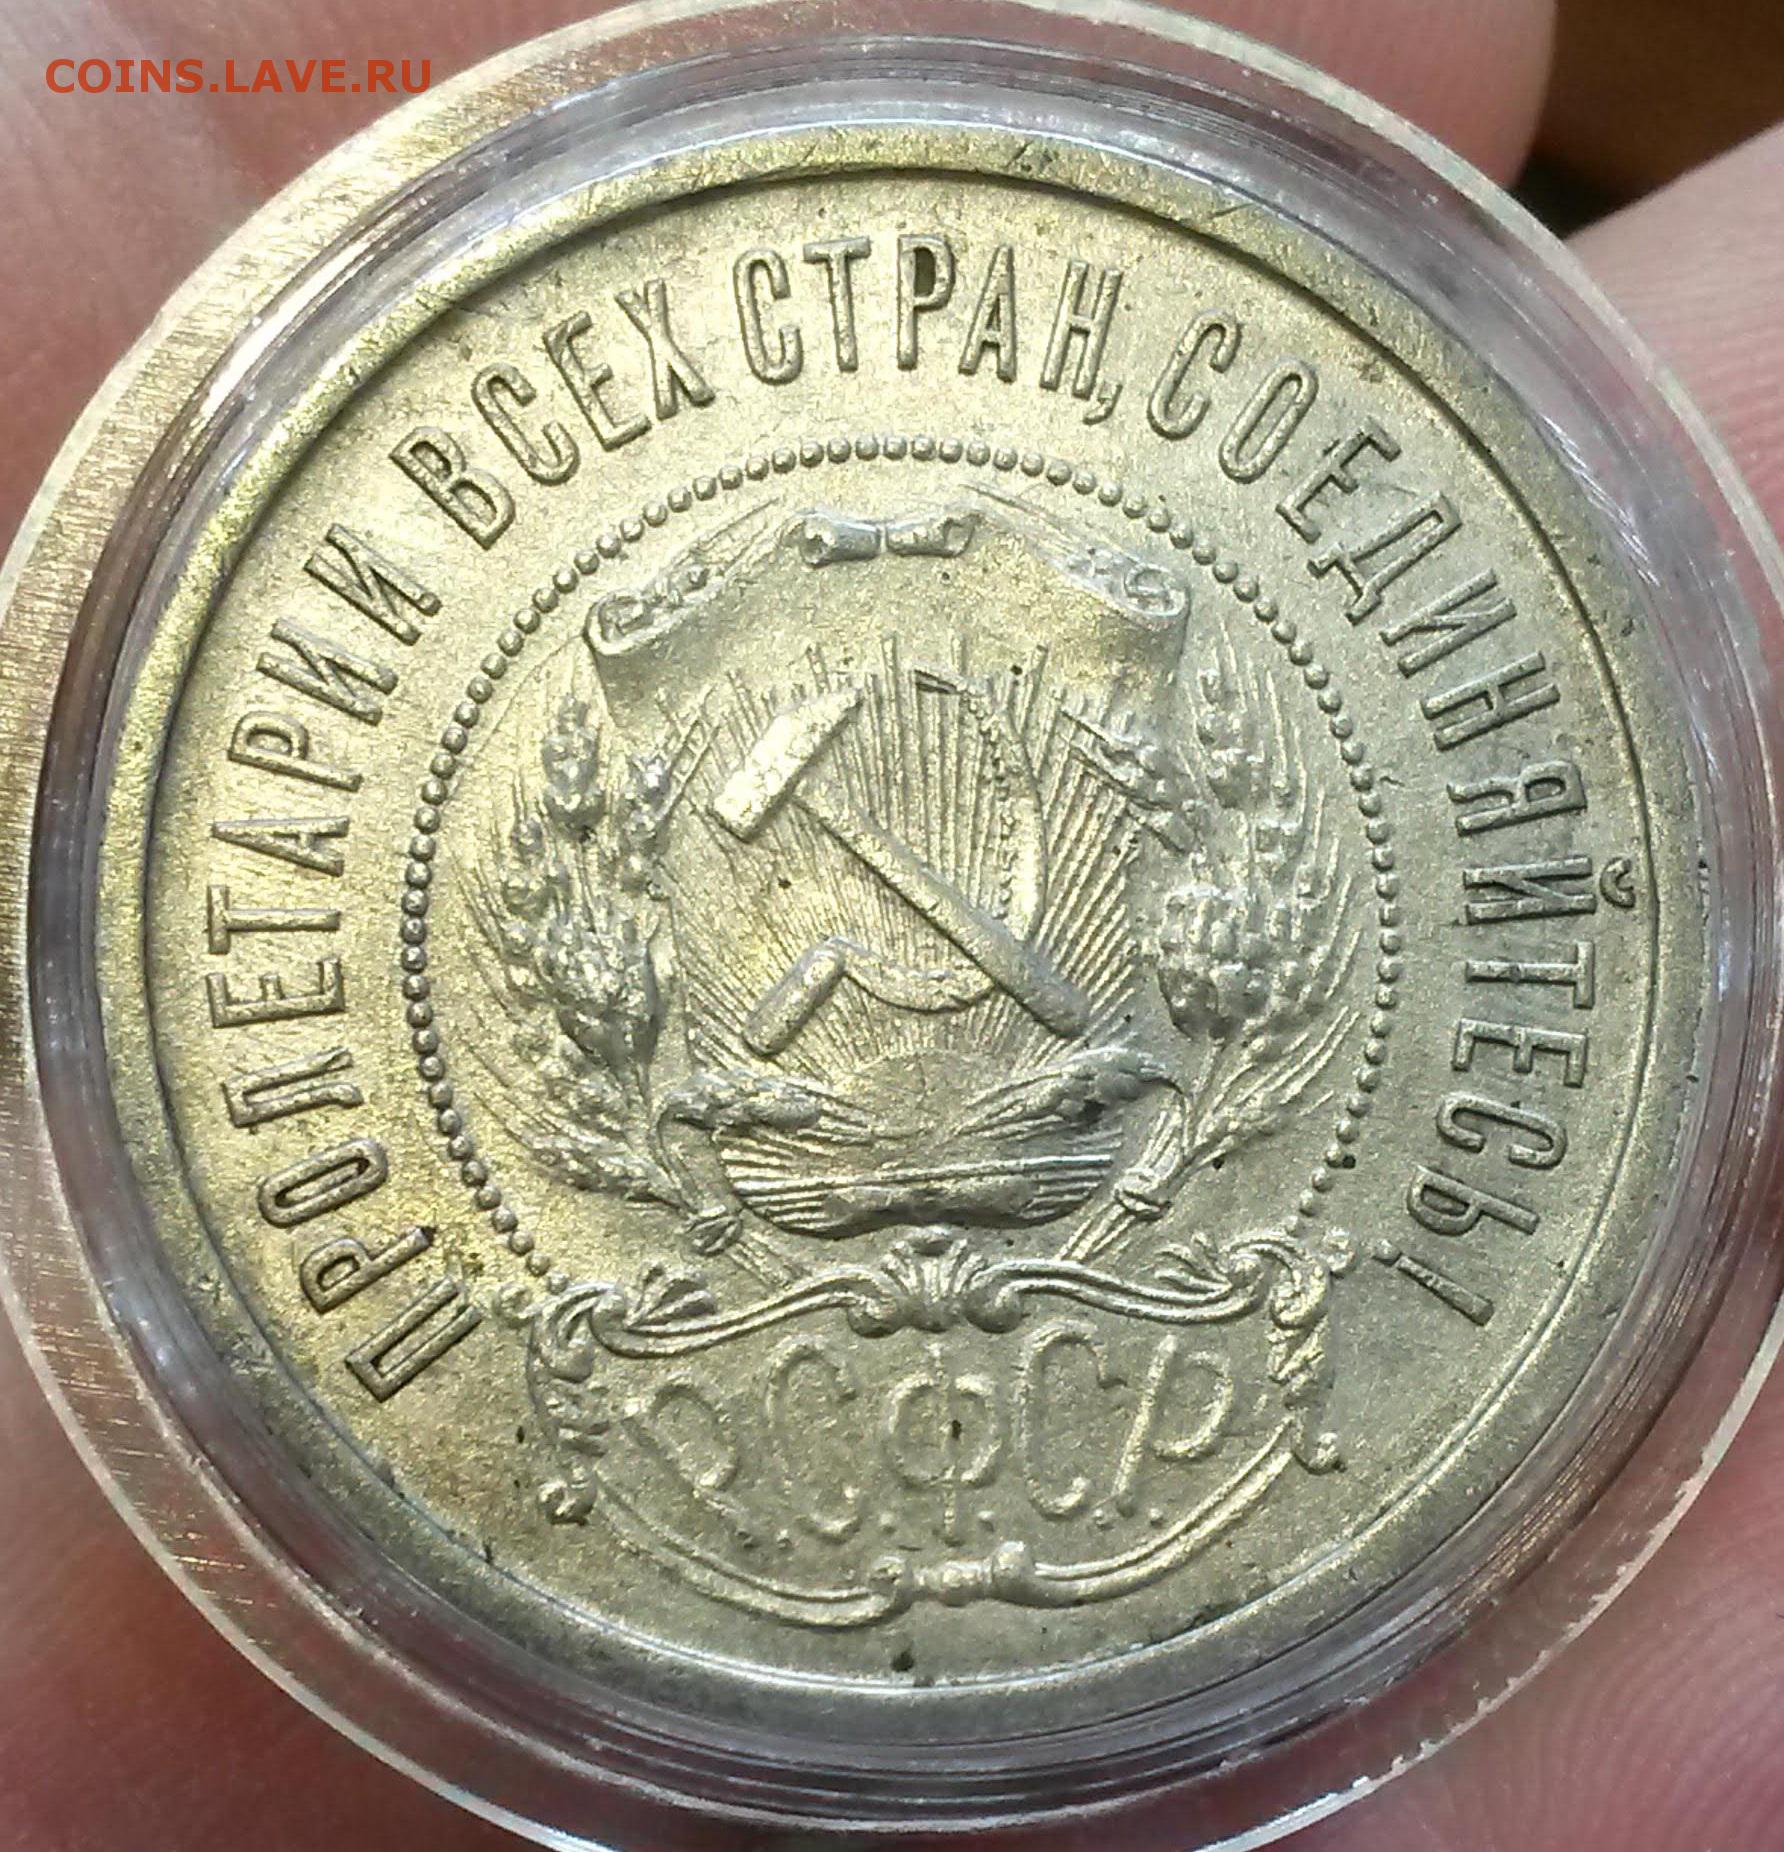 COINS.LAVE.RU
ПРОЛЕТАРИИ ВСЕХ СТРАН, СОЕДИНЯЙТЕСЬ!
Р.С.Ф.С.Р.